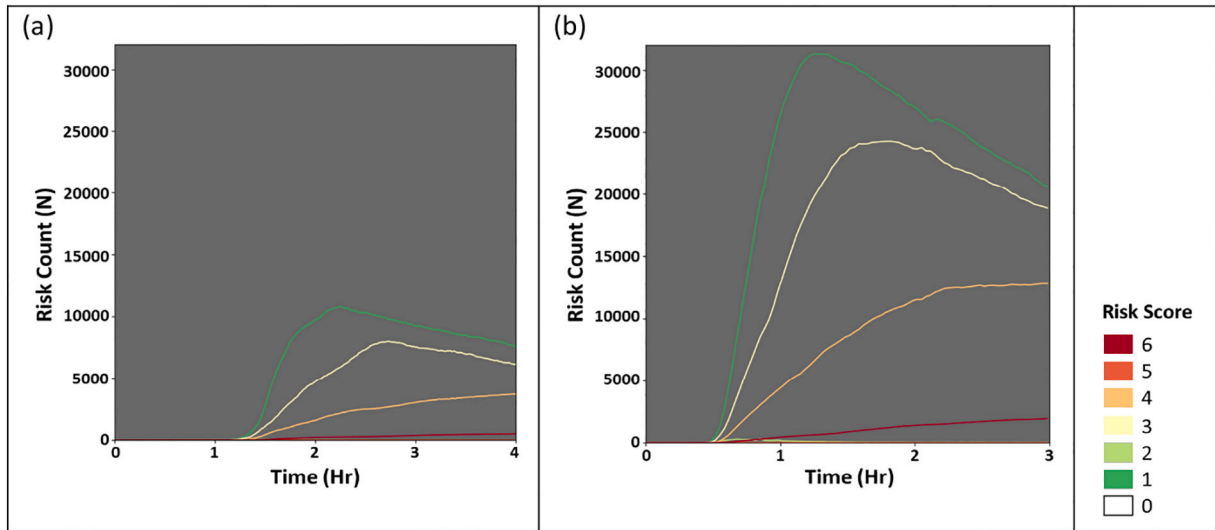 (a)
30000
25000
20000
15000
10000
5000
0
Risk Count (N)
0 1 2 3 4
Time (Hr)
(b)
30000
25000
20000
15000
10000
5000
0
Risk Count (N)
0 1 2 3
Time (Hr)
Risk Score
6
5
4
3
2
1
0